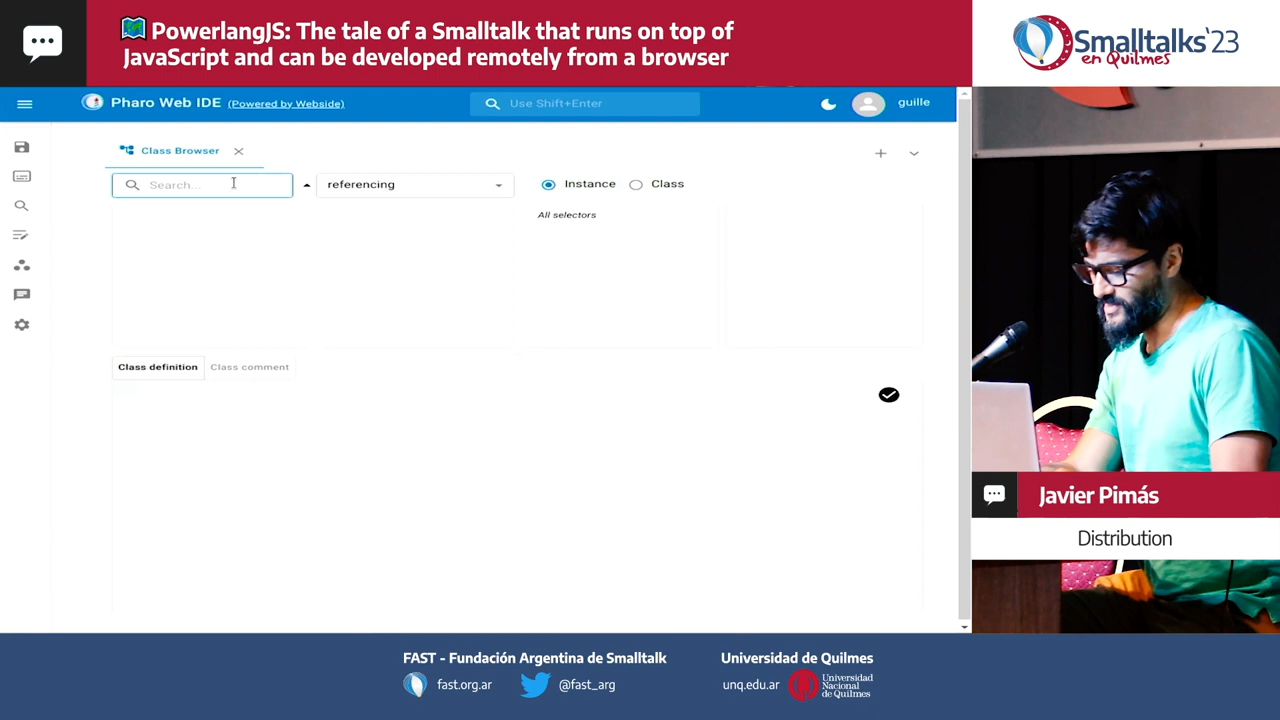 PowerlangJS: The tale of a Smalltalk that runs on top of
JavaScript and can be developed remotely from a browser
Smalltalks'23
en Quilmes
Pharo Web IDE (Powered by Webside)
Use Shift+Enter
guille
Class Browser
Search...
referencing
Instance
Class
All selectors
Class definition
Class comment
Javier Pimás
Distribution
FAST - Fundación Argentina de Smalltalk
fast.org.ar
@fast_arg
Universidad de Quilmes
unq.edu.ar
Universidad
Nacional
de Quilmes